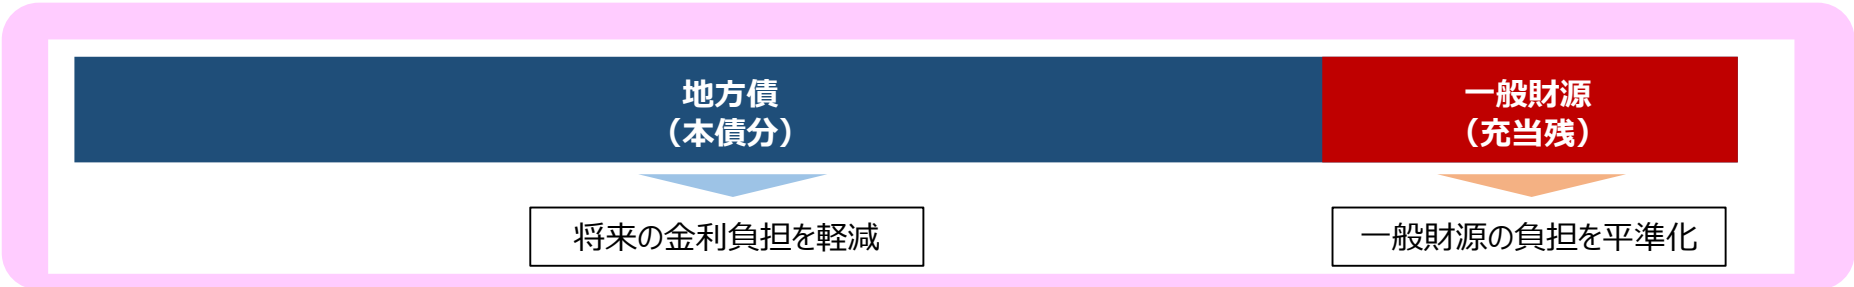 地方債
（本債分）
一般財源
（充当残）
将来の金利負担を軽減
一般財源の負担を平準化